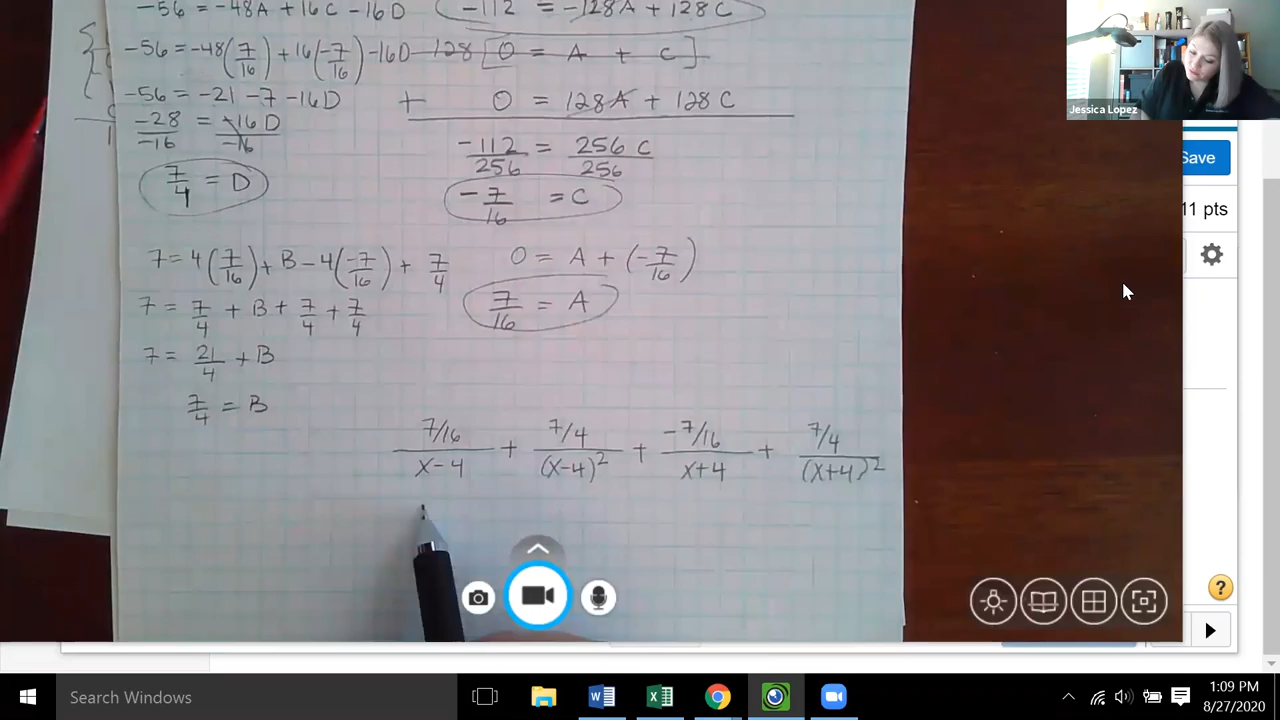 -56 = -48A + 16C - 16D
-112 = -128A + 128C
-56 = -48(7/16) + 16(-7/16) - 16D
-128 [0 = A + C]
-56 = -21 - 7 - 16D
+ 0 = 128A + 128C
-28/-16 = -16D/-16
-112/256 = 256C/256
7/4 = D
-7/16 = C
7 = 4(7/16) + B - 4(-7/16) + 7/4
0 = A + (-7/16)
7 = 7/4 + B + 7/4 + 7/4
7/16 = A
7 = 21/4 + B
7/4 = B
7/16/(x-4) + 7/4/(x-4)² + -7/16/(x+4) + 7/4/(x+4)²
Jessica Lopez
Save
11 pts
?
Search Windows
1:09 PM
8/27/2020